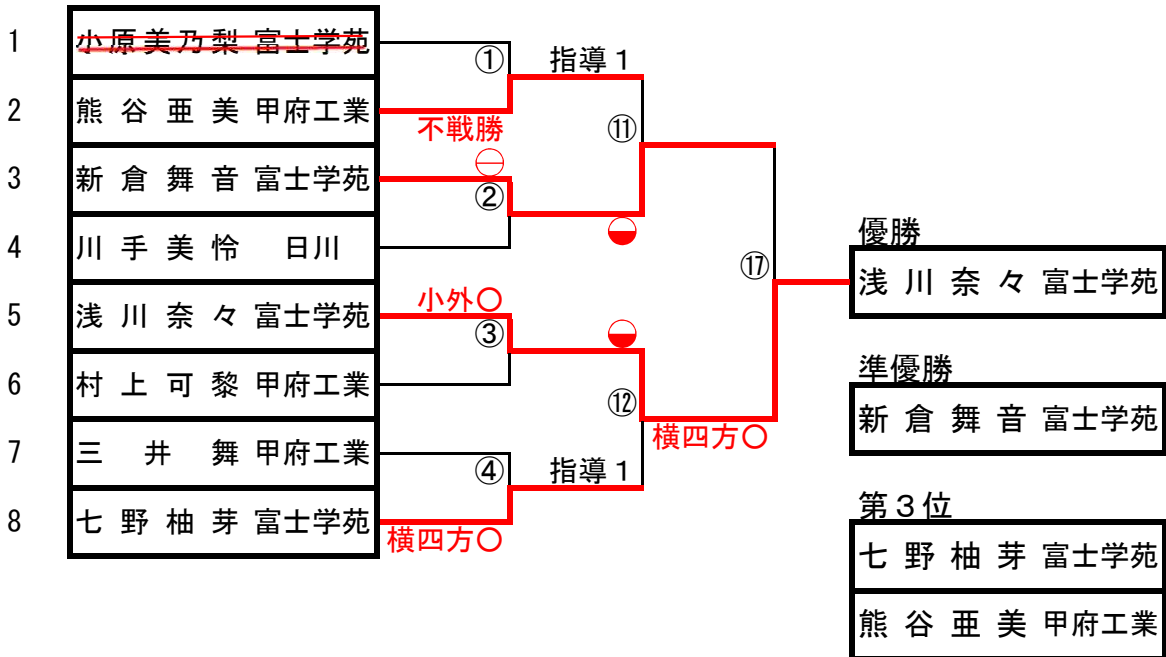 1 小原美乃梨 富士学苑
① 指導1
2 熊谷亜美 甲府工業
不戦勝
⑪
3 新倉舞音 富士学苑
②
4 川手美怜 日川
優勝
⑰
浅川奈々 富士学苑
小外○
5 浅川奈々 富士学苑
③
準優勝
6 村上可黎 甲府工業
⑫
新倉舞音 富士学苑
横四方○
7 三井舞 甲府工業
④ 指導1
第3位
8 七野柚芽 富士学苑
横四方○
七野柚芽 富士学苑
熊谷亜美 甲府工業